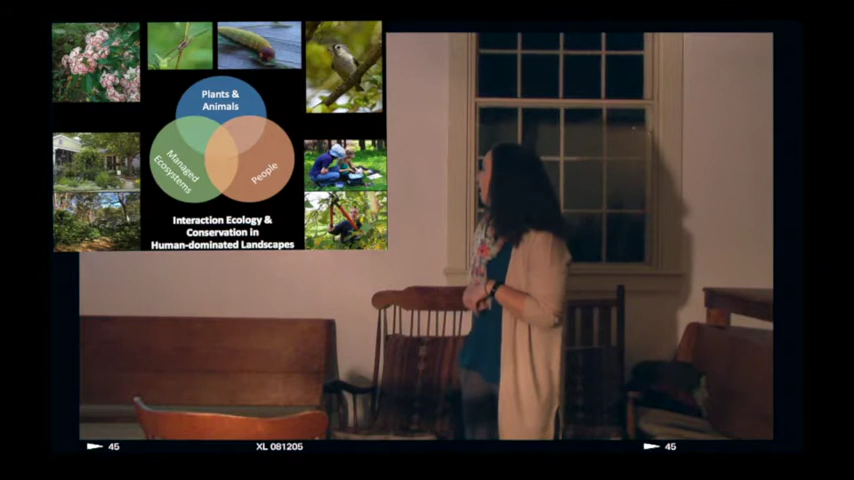 Plants &
Animals
Managed
Ecosystems
People
Interaction Ecology &
Conservation in
Human-dominated Landscapes
45
XL 081205
45